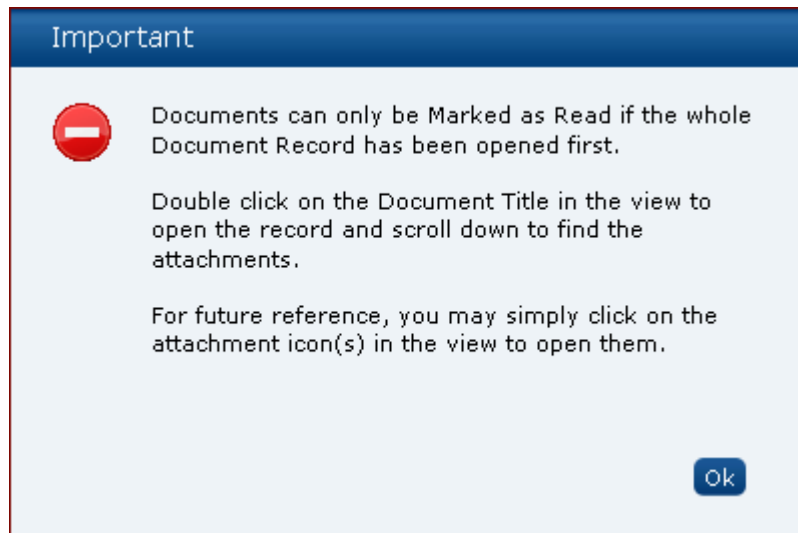 Important
Documents can only be Marked as Read if the whole
Document Record has been opened first.
Double click on the Document Title in the view to
open the record and scroll down to find the
attachments.
For future reference, you may simply click on the
attachment icon(s) in the view to open them.
Ok